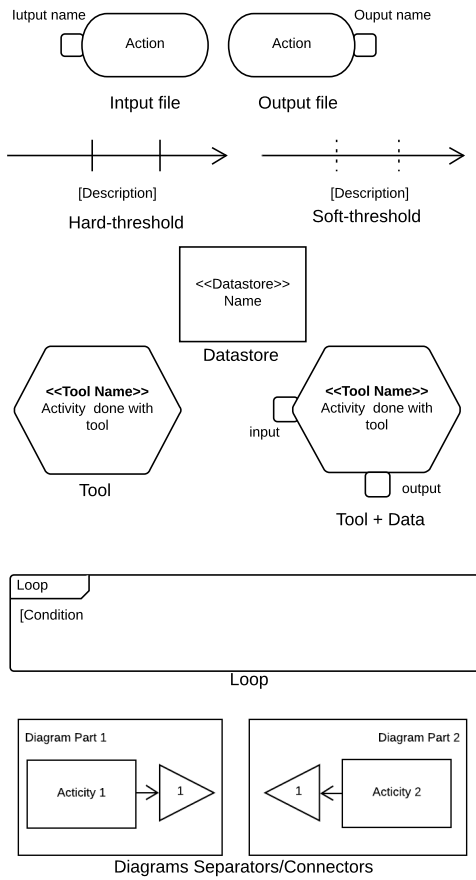 Iutput name
Ouput name
Action
Action
Intput file
Output file
[Description]
[Description]
Hard-threshold
Soft-threshold
<<Datastore>>
Name
Datastore
<<Tool Name>>
Activity done with
tool
<<Tool Name>>
Activity done with
tool
input
Tool
output
Tool + Data
Loop
[Condition
Loop
Diagram Part 1
Diagram Part 2
Acticity 1
1
1
Acticity 2
Diagrams Separators/Connectors